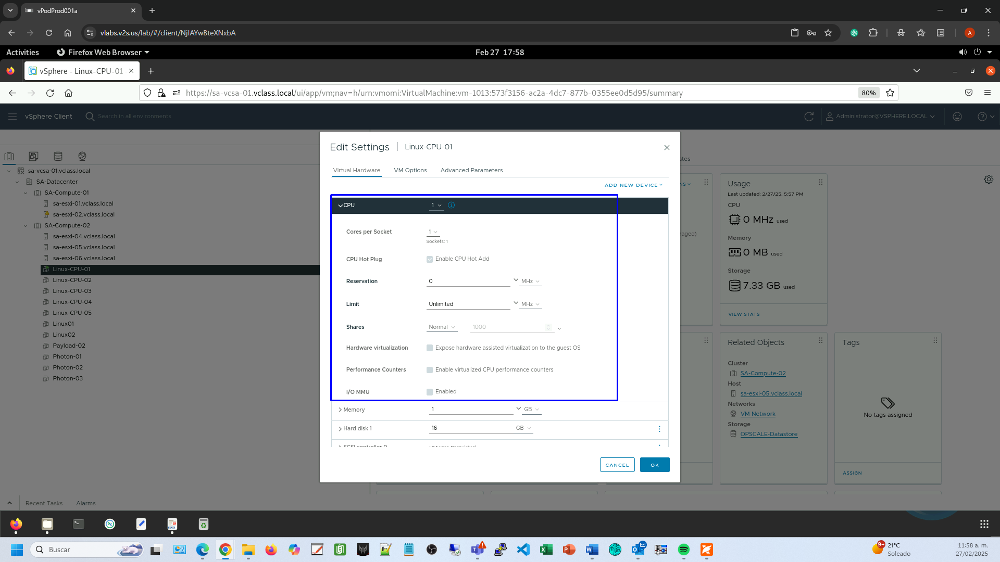 vPodProd001a
vlabs.v2s.us/lab/#/client/NjIAYwBteXNxbA
A
Activities
Firefox Web Browser
Feb 27 17:58
vSphere - Linux-CPU-01
https://sa-vcsa-01.vclass.local/ui/app/vm;nav=h/urn:vmomi:VirtualMachine:vm-1013:573f3156-ac2a-4dc7-877b-0355ee0d5d95/summary
80%
vSphere Client
Search in all environments
Administrator@VSPHERE.LOCAL
sa-vcsa-01.vclass.local
SA-Datacenter
SA-Compute-01
sa-esxi-01.vclass.local
sa-esxi-02.vclass.local
SA-Compute-02
sa-esxi-04.vclass.local
sa-esxi-05.vclass.local
sa-esxi-06.vclass.local
Linux-CPU-01
Linux-CPU-02
Linux-CPU-03
Linux-CPU-04
Linux-CPU-05
Linux01
Linux02
Payload-02
Photon-01
Photon-02
Photon-03
Edit Settings | Linux-CPU-01
Virtual Hardware
VM Options
Advanced Parameters
ADD NEW DEVICE
CPU 1
Cores per Socket 1
Sockets: 1
CPU Hot Plug Enable CPU Hot Add
Reservation 0 MHz
Limit Unlimited MHz
Shares Normal 1000
Hardware virtualization Expose hardware assisted virtualization to the guest OS
Performance Counters Enable virtualized CPU performance counters
I/O MMU Enabled
Memory 1 GB
Hard disk 1 16 GB
SCSI controller 0 VMware Paravirtual
CANCEL
OK
tes
NS
aged)
Usage
Last updated: 2/27/25, 5:57 PM
CPU
0 MHz used
Memory
0 MB used
Storage
7.33 GB used
VIEW STATS
Related Objects
Cluster
SA-Compute-02
Host
sa-esxi-05.vclass.local
Networks
VM Network
Storage
OPSCALE-Datastore
Tags
No tags assigned
ASSIGN
Recent Tasks
Alarms
Buscar
9+
21°C
Soleado
11:58 a. m.
27/02/2025